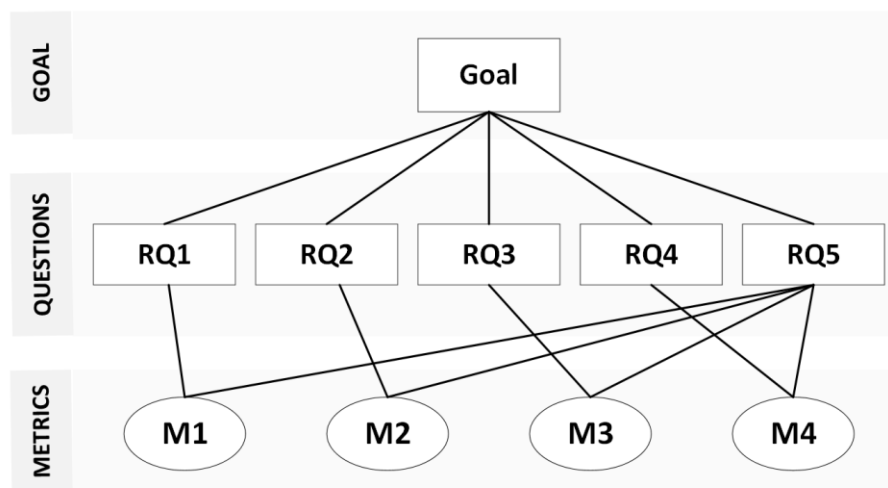 GOAL
Goal
QUESTIONS
RQ1
RQ2
RQ3
RQ4
RQ5
METRICS
M1
M2
M3
M4